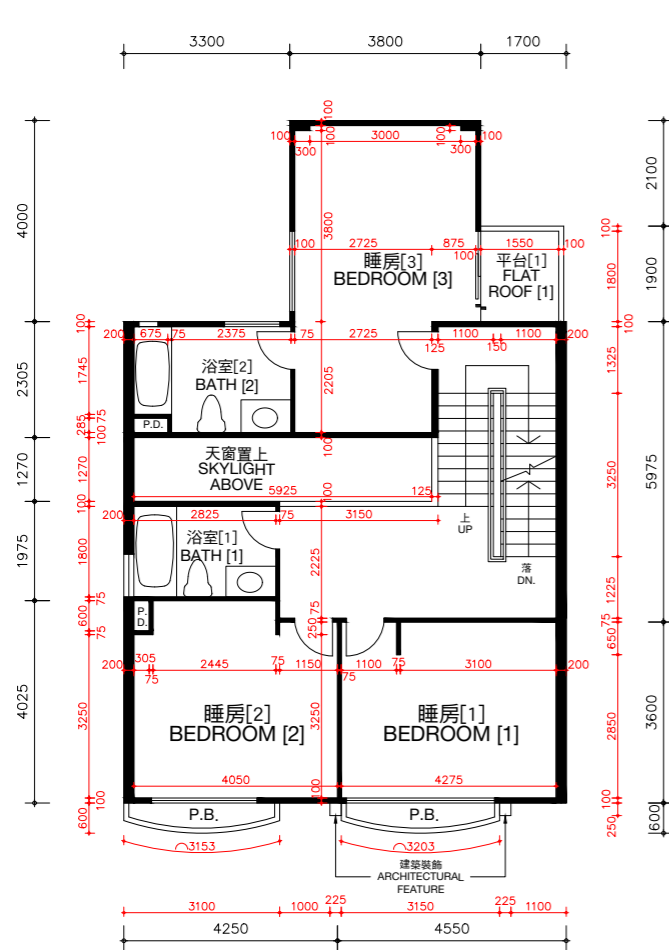 3300 3800 1700
100
100 100 3000 100 100
300 300
4000
3800
2100
100 2725 875 1550 100
100
睡房[3]
BEDROOM [3]
平台[1]
FLAT
ROOF [1]
100
1800
1900
100 200 675 75 2375 75 2725 1100 1100 200 100
125 150
2305
1745
浴室[2]
BATH [2]
2205
1325
285 75
P.D.
100
100
1270
1270
天窗置上
SKYLIGHT
ABOVE
5925 125
100
3250
5975
100
200 2825 75 3150
上
UP
1975
1800
浴室[1]
BATH [1]
2225
落
DN.
75
600
75
P.
D.
1225
75
250 75
650
200 305 2445 75 1150 1100 75 3100 200
75 75
4025
3250
睡房[2]
BEDROOM [2]
3250
睡房[1]
BEDROOM [1]
2850
3600
4050 4275
100 100 100
600 P.B. P.B. 250 600
3153 3203
建築裝飾
ARCHITECTURAL
FEATURE
3100 1000 225 3150 225 1100
4250 4550